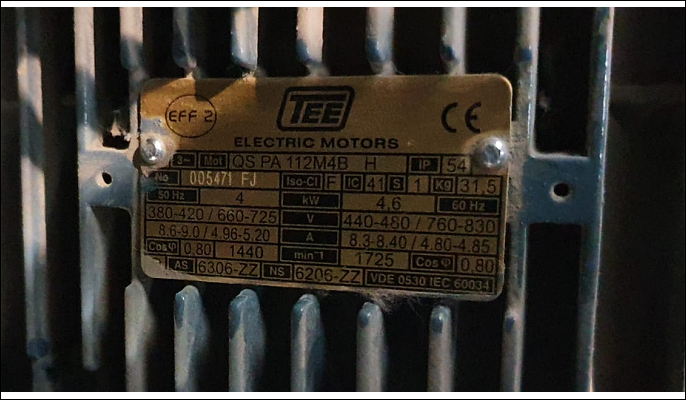 EFF 2
TEE
CE
ELECTRIC MOTORS
3~ Mot QS PA 112M4B H IP 54
No 005471 FJ Iso-Cl F IC 41 S 1 Kg 31,5
50 Hz 4 kW 4,6 60 Hz
380-420 / 660-725 V 440-480 / 760-830
8.6-9.0 / 4.96-5.20 A 8,3-8.40 / 4.80-4.85
Cosφ 0.80 1440 min⁻¹ 1725 Cosφ 0.80
AS 6306-ZZ NS 6206-ZZ VDE 0530 IEC 60034